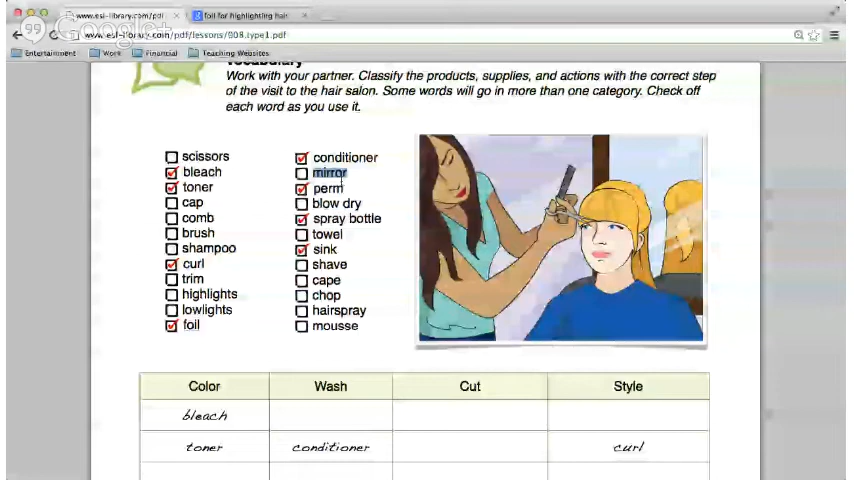 www.esl-library.com/pdf
foil for highlighting hair
Google+
www.esl-library.com/pdf/lessons/908.type1.pdf
Entertainment Work Financial Teaching Websites
Vocabulary
Work with your partner. Classify the products, supplies, and actions with the correct step
of the visit to the hair salon. Some words will go in more than one category. Check off
each word as you use it.
scissors
bleach
toner
cap
comb
brush
shampoo
curl
trim
highlights
lowlights
foil
conditioner
mirror
perm
blow dry
spray bottle
towel
sink
shave
cape
chop
hairspray
mousse
Color Wash Cut Style
bleach
toner conditioner curl